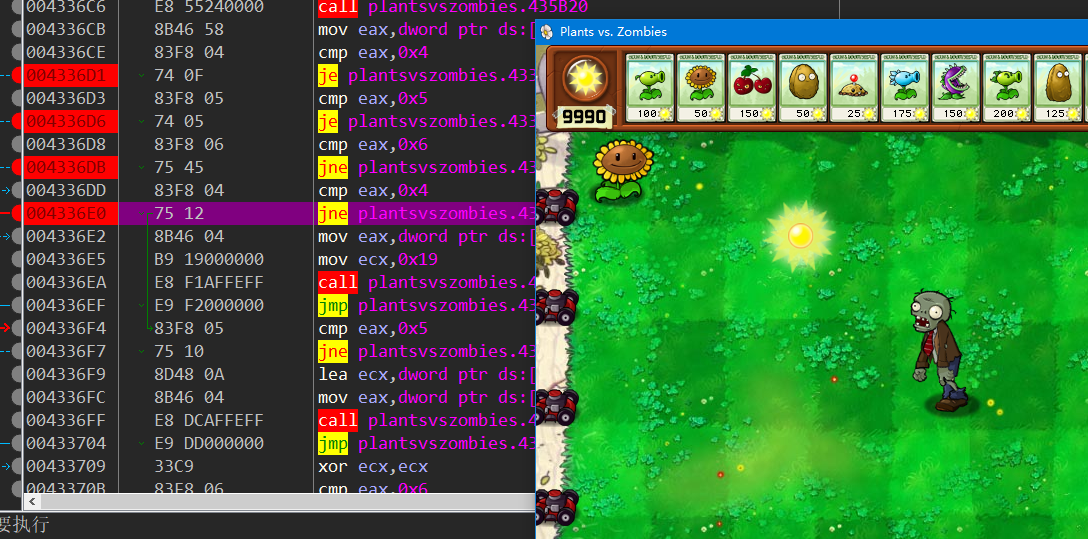 004336C6 E8 55240000 call plantsvszombies.435B20
004336CB 8B46 58 mov eax,dword ptr ds:[
004336CE 83F8 04 cmp eax,0x4
004336D1 74 0F je plantsvszombies.433
004336D3 83F8 05 cmp eax,0x5
004336D6 74 05 je plantsvszombies.433
004336D8 83F8 06 cmp eax,0x6
004336DB 75 45 jne plantsvszombies.43
004336DD 83F8 04 cmp eax,0x4
004336E0 75 12 jne plantsvszombies.43
004336E2 8B46 04 mov eax,dword ptr ds:[
004336E5 B9 19000000 mov ecx,0x19
004336EA E8 F1AFFEFF call plantsvszombies.4
004336EF E9 F2000000 jmp plantsvszombies.43
004336F4 83F8 05 cmp eax,0x5
004336F7 75 10 jne plantsvszombies.43
004336F9 8D48 0A lea ecx,dword ptr ds:[
004336FC 8B46 04 mov eax,dword ptr ds:[
004336FF E8 DCAFFEFF call plantsvszombies.4
00433704 E9 DD000000 jmp plantsvszombies.43
00433709 33C9 xor ecx,ecx
0043370B 83F8 06 cmp eax,0x6
要执行
Plants vs. Zombies
9990
100 50 150 50 25 175 150 200 125